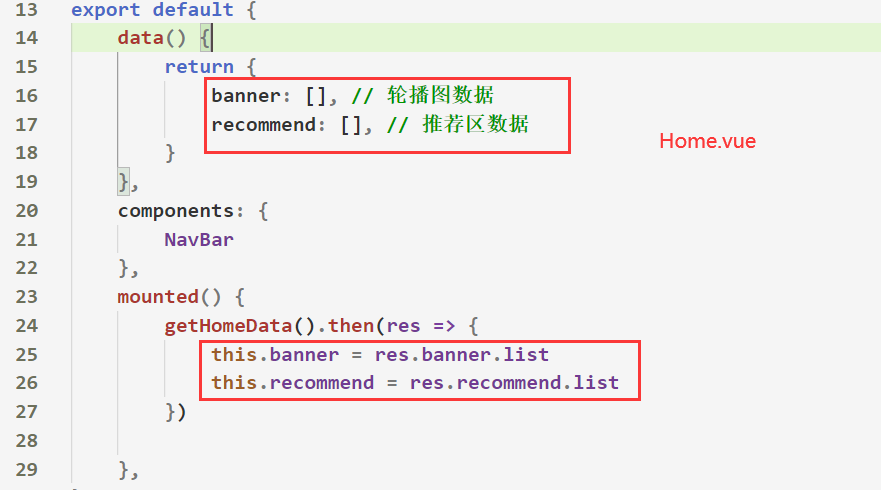 13 export default {
14 data() {
15 return {
16 banner: [], // 轮播图数据
17 recommend: [], // 推荐区数据
Home.vue
18 }
19 },
20 components: {
21 NavBar
22 },
23 mounted() {
24 getHomeData().then(res => {
25 this.banner = res.banner.list
26 this.recommend = res.recommend.list
27 })
28
29 },